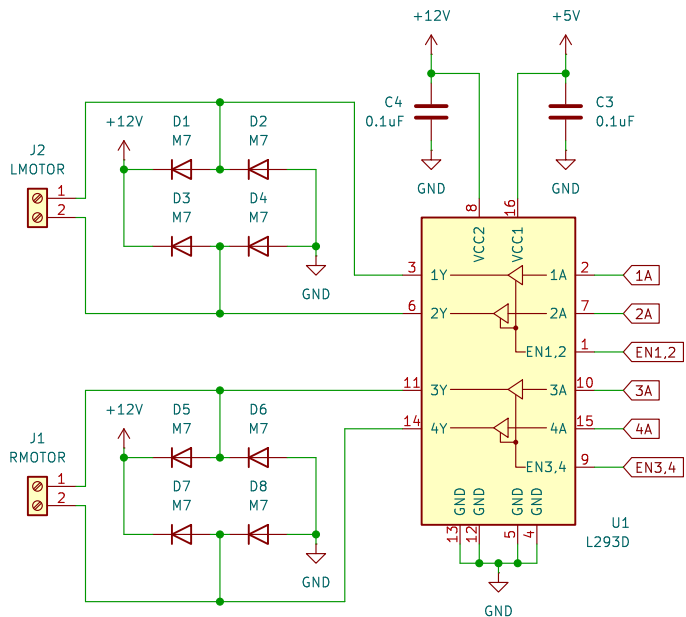 +12V
+5V
C4
0.1uF
C3
0.1uF
GND
GND
+12V
D1
M7
D2
M7
D3
M7
D4
M7
GND
J2
LMOTOR
1
2
8
16
VCC2
VCC1
3
1Y
1A
2
1A
6
2Y
2A
7
2A
EN1,2
1
EN1,2
11
3Y
3A
10
3A
14
4Y
4A
15
4A
EN3,4
9
EN3,4
+12V
D5
M7
D6
M7
D7
M7
D8
M7
GND
J1
RMOTOR
1
2
GND
GND
GND
GND
13
12
5
4
U1
L293D
GND